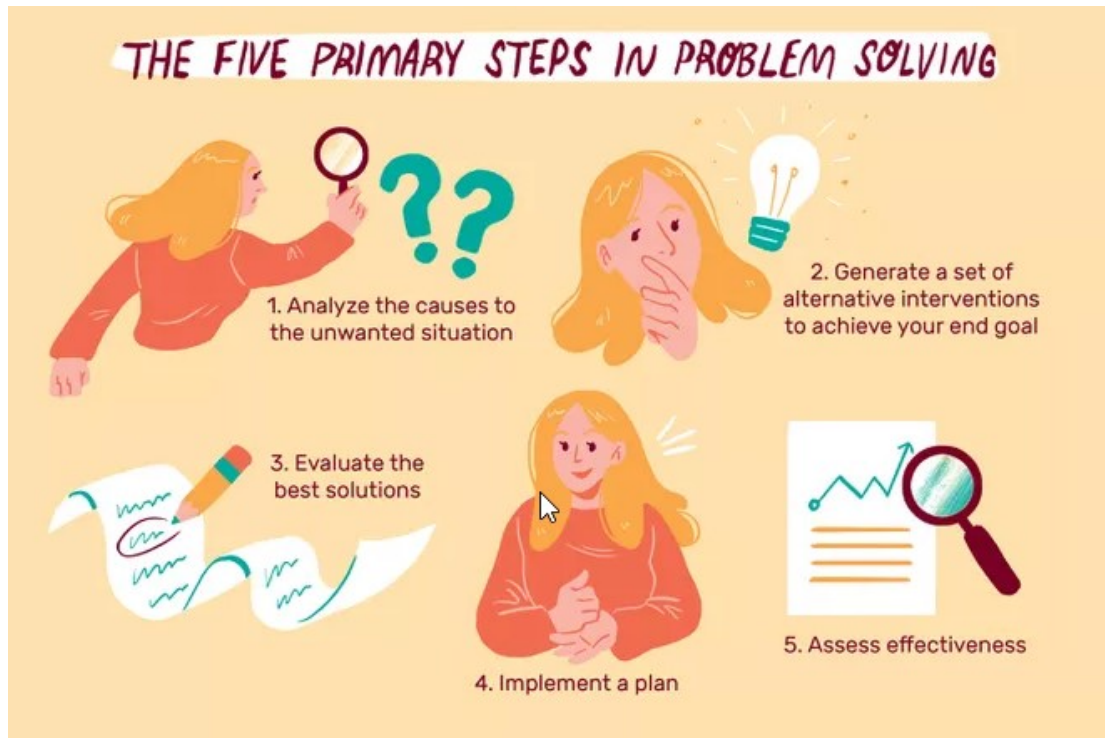 THE FIVE PRIMARY STEPS IN PROBLEM SOLVING
1. Analyze the causes to
the unwanted situation
2. Generate a set of
alternative interventions
to achieve your end goal
3. Evaluate the
best solutions
4. Implement a plan
5. Assess effectiveness